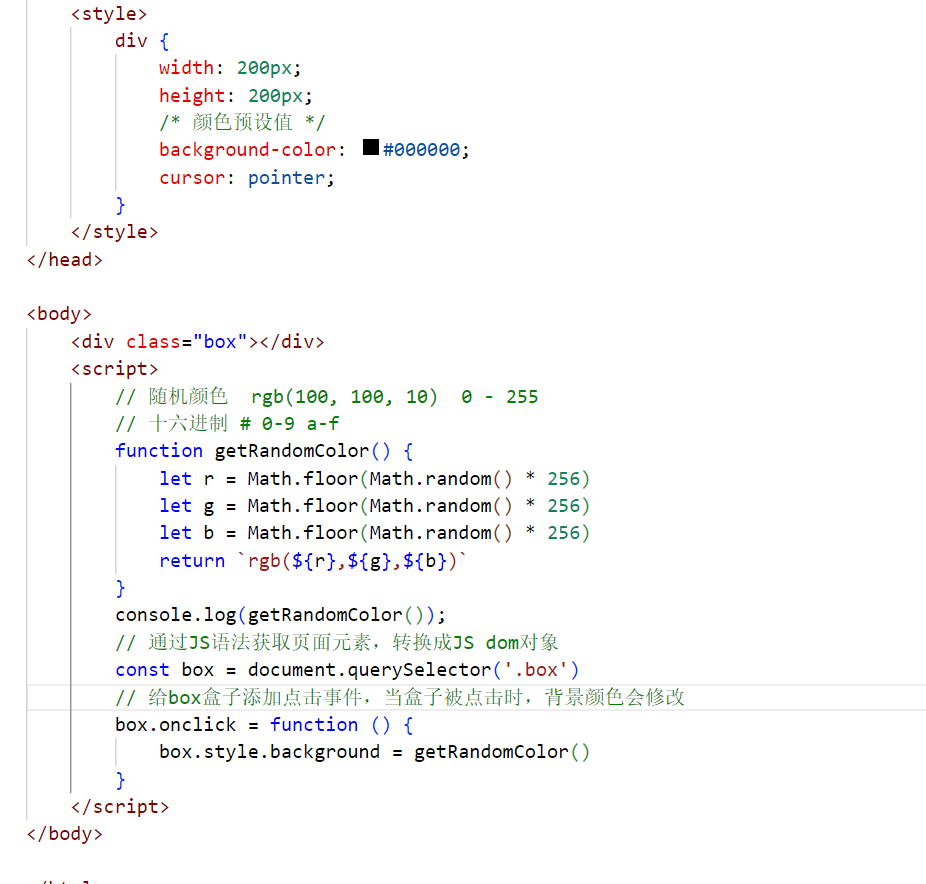 <style>
div {
width: 200px;
height: 200px;
/* 颜色预设值 */
background-color: #000000;
cursor: pointer;
}
</style>
</head>
<body>
<div class="box"></div>
<script>
// 随机颜色  rgb(100, 100, 10)  0 - 255
// 十六进制 # 0-9 a-f
function getRandomColor() {
let r = Math.floor(Math.random() * 256)
let g = Math.floor(Math.random() * 256)
let b = Math.floor(Math.random() * 256)
return `rgb(${r},${g},${b})`
}
console.log(getRandomColor());
// 通过JS语法获取页面元素，转换成JS dom对象
const box = document.querySelector('.box')
// 给box盒子添加点击事件，当盒子被点击时，背景颜色会修改
box.onclick = function () {
box.style.background = getRandomColor()
}
</script>
</body>